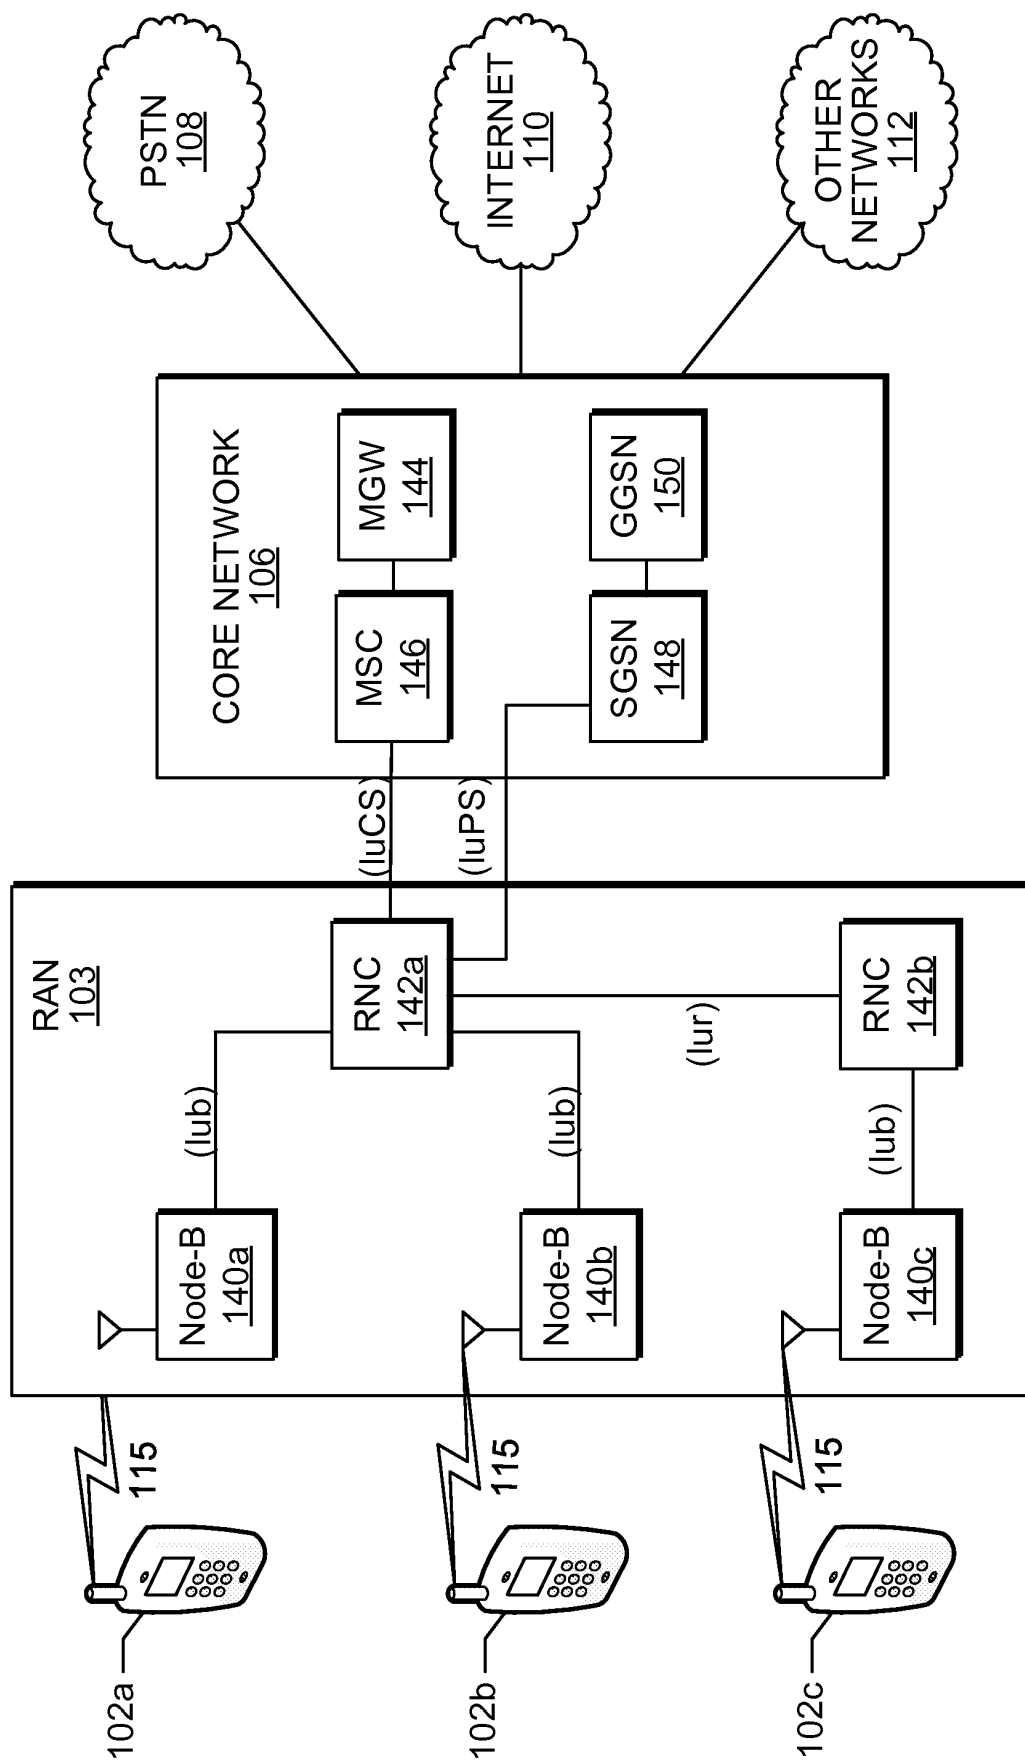 102a
115
RAN
103
Node-B
140a
(Iub)
102b
115
Node-B
140b
(Iub)
RNC
142a
(Iur)
102c
115
Node-B
140c
(Iub)
RNC
142b
(IuCS)
(IuPS)
CORE NETWORK
106
MSC
146
MGW
144
SGSN
148
GGSN
150
PSTN
108
INTERNET
110
OTHER
NETWORKS
112